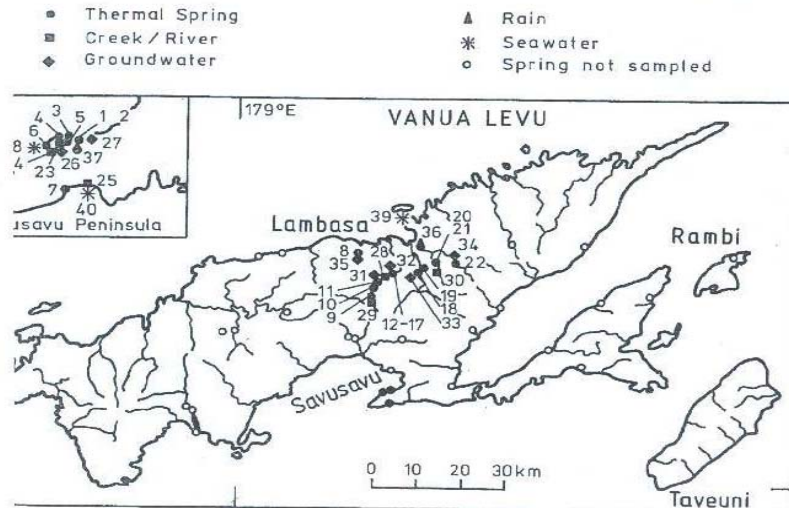 Thermal Spring
Creek / River
Groundwater
Rain
Seawater
Spring not sampled
179°E
VANUA LEVU
3
4 5 1 2
6
8 27
4 37
23 26
7 25
40
usavu Peninsula
Lambasa
39
20
36 21
8 28 34
35 32
31 22
11 30
10 19
9 18
29 12-17 33
Rambi
Savusavu
0 10 20 30km
Taveuni